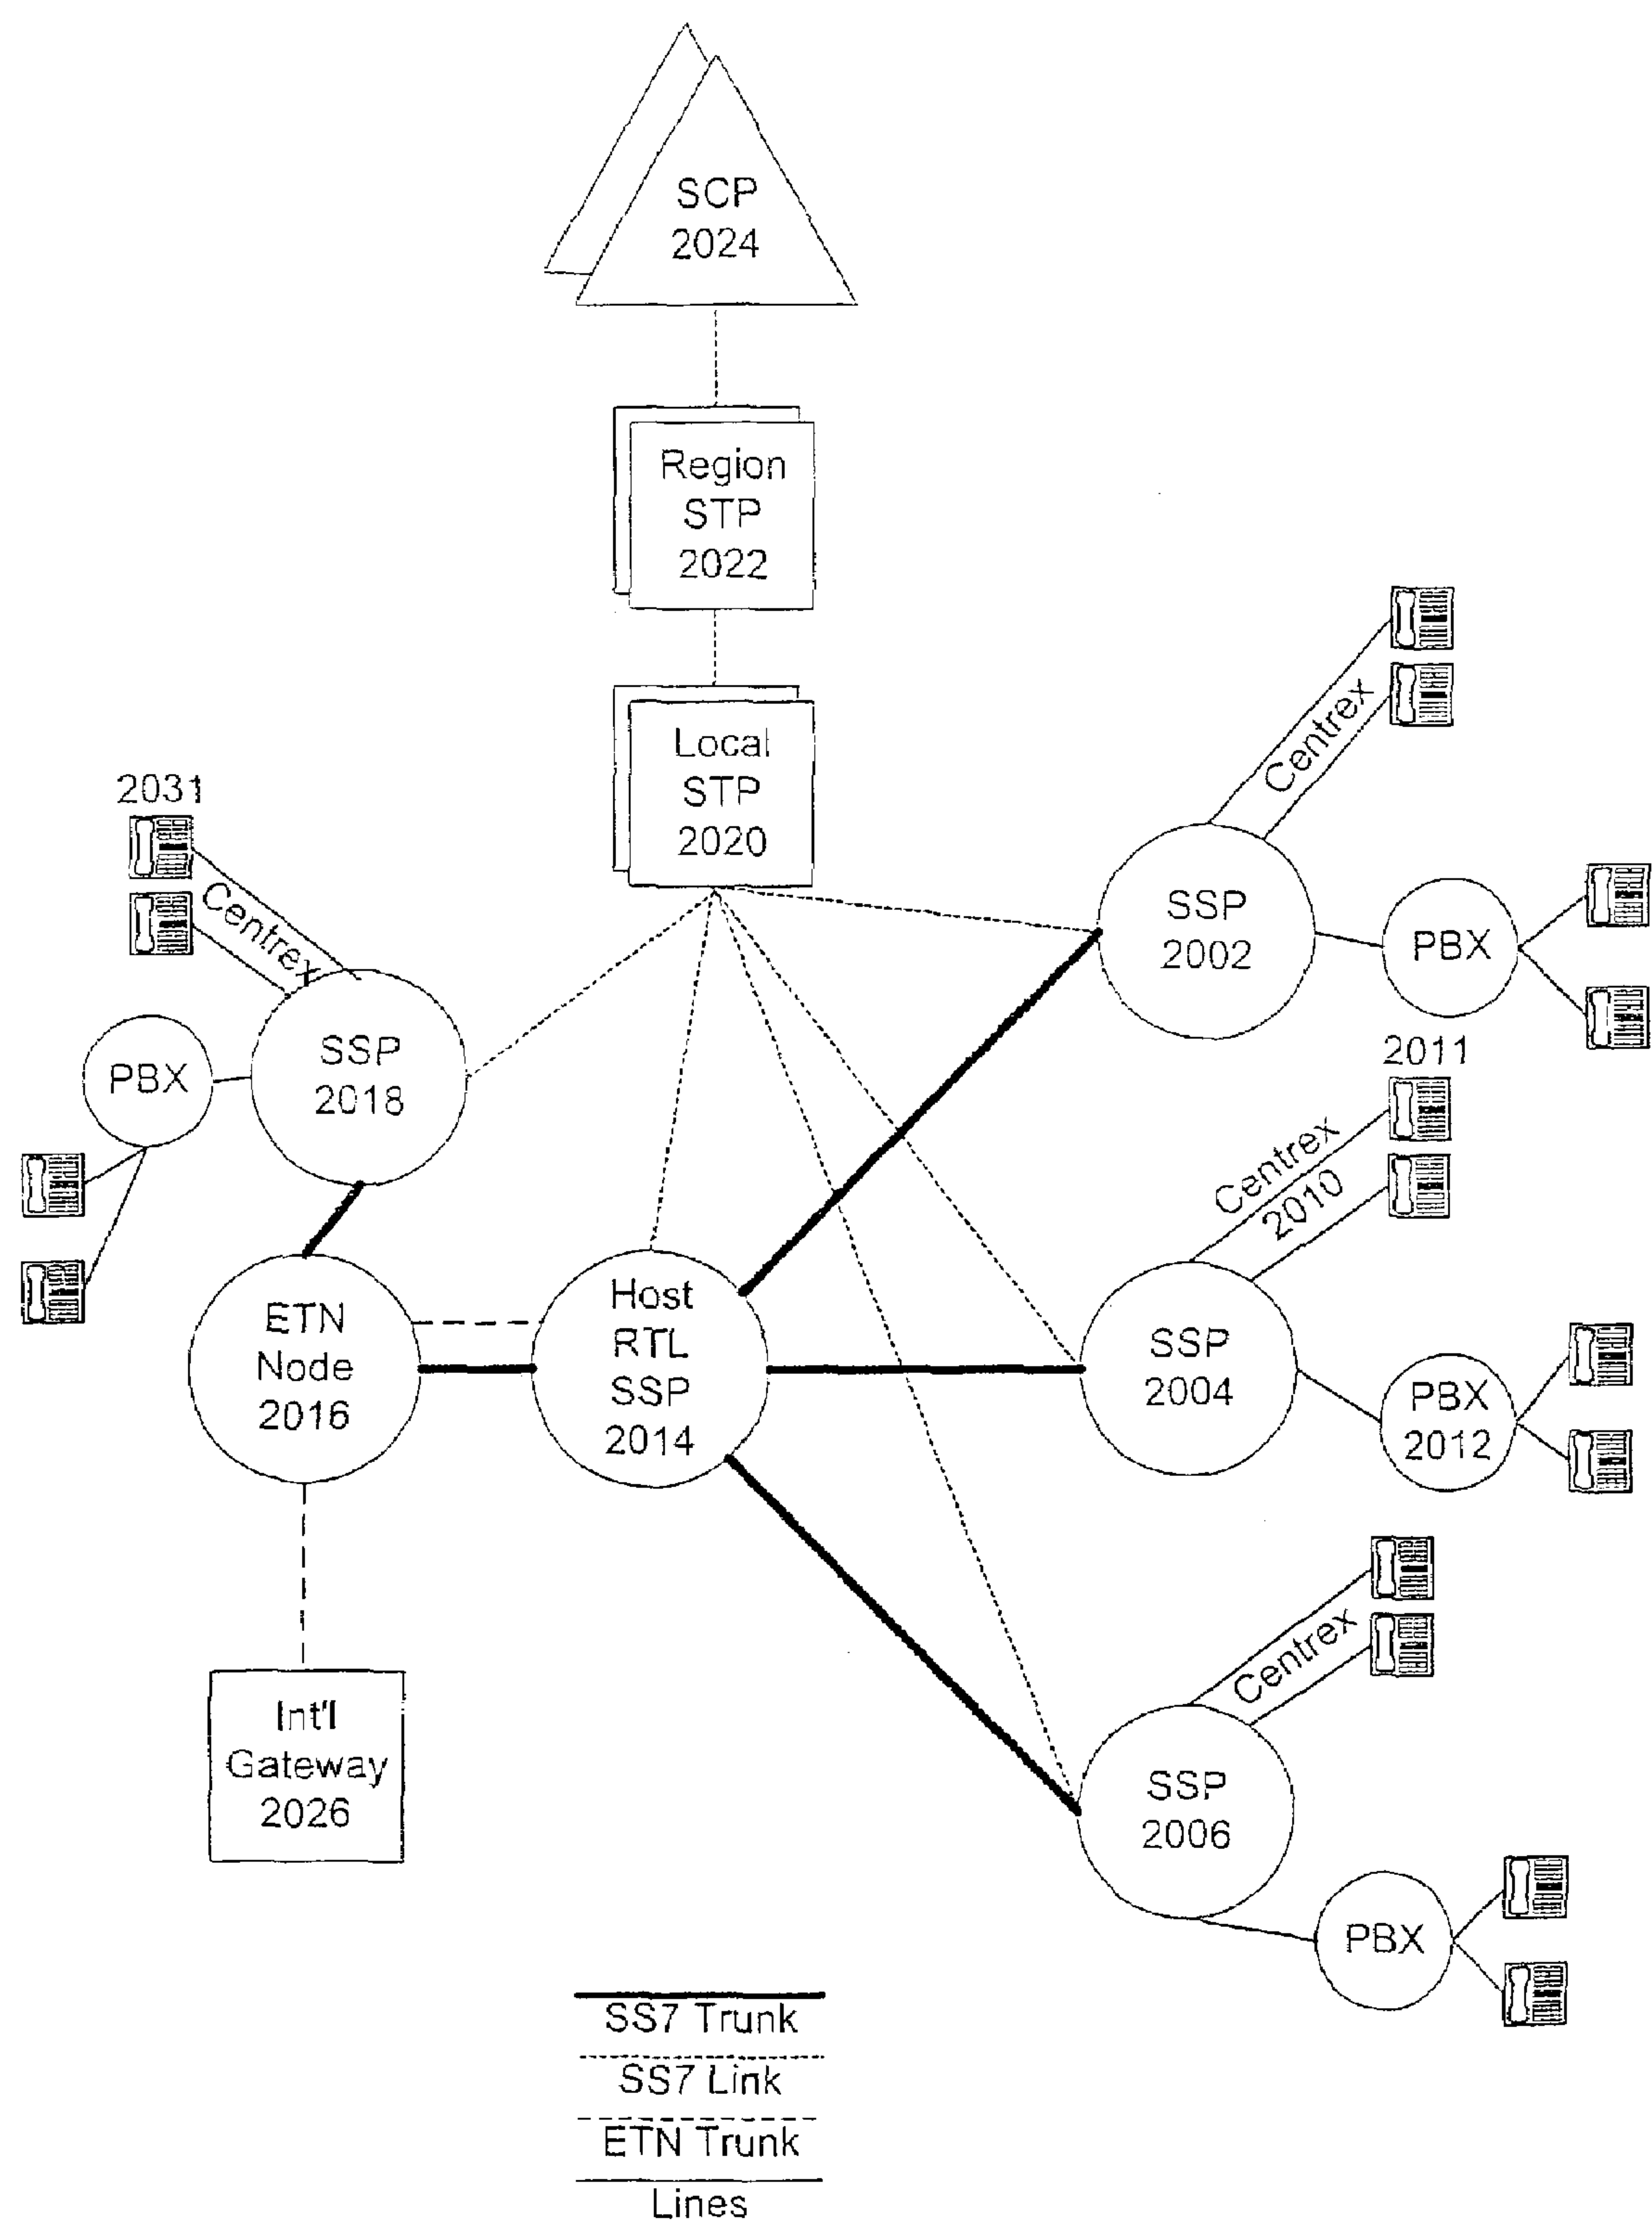 SCP
2024
Region
STP
2022
Local
STP
2020
2031
Centrex
Centrex
SSP
2002
PBX
SSP
2018
PBX
2011
Centrex
2010
ETN
Node
2016
Host
RTL
SSP
2014
SSP
2004
PBX
2012
Int'l
Gateway
2026
Centrex
SSP
2006
PBX
SS7 Trunk
SS7 Link
ETN Trunk
Lines